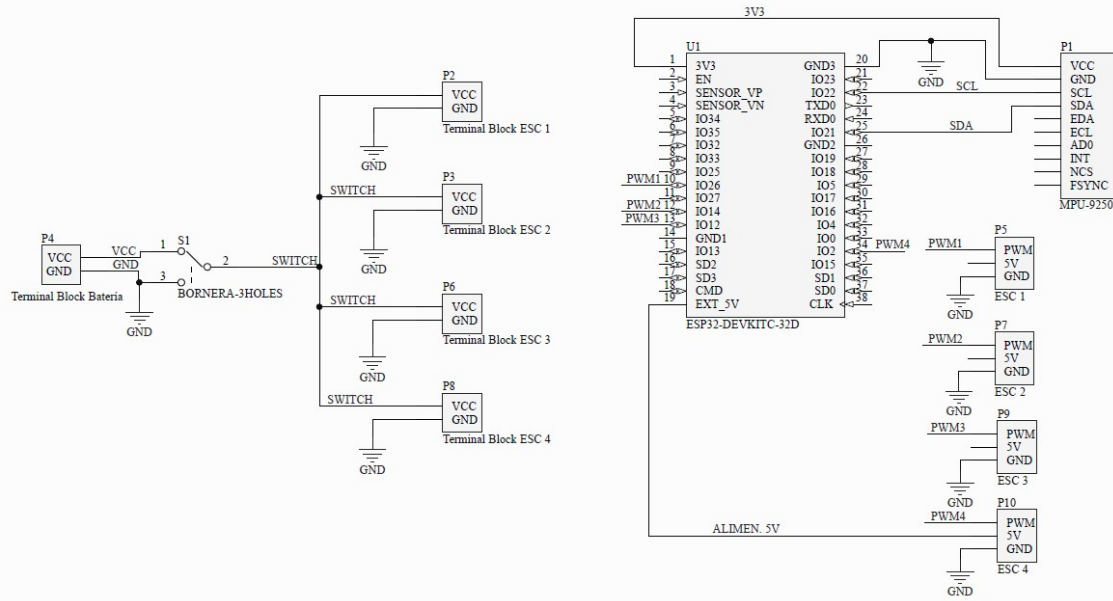 P2
VCC
GND
Terminal Block ESC 1
GND
P3
SWITCH
VCC
GND
Terminal Block ESC 2
GND
P4
VCC
GND
Terminal Block Batería
VCC
GND
S1
1
2
3
SWITCH
BORNERA-3HOLES
GND
P6
SWITCH
VCC
GND
Terminal Block ESC 3
GND
P8
SWITCH
VCC
GND
Terminal Block ESC 4
GND
3V3
U1
1 3V3 GND3 20
2 EN IO23 21
3 SENSOR_VP IO22 22
4 SENSOR_VN TXD0 23
5 IO34 RXD0 24
6 IO35 IO21 25
7 IO32 GND2 26
8 IO33 IO19 27
9 IO25 IO18 28
PWM1 10 IO26 IO5 29
11 IO27 IO17 30
PWM2 12 IO14 IO16 31
PWM3 13 IO12 IO4 32
14 GND1 IO0 33
15 IO13 IO2 34 PWM4
16 SD2 IO15 35
17 SD3 SD1 36
18 CMD SD0 37
19 EXT_5V CLK 38
ESP32-DEVKITC-32D
GND
SCL
SDA
P1
VCC
GND
SCL
SDA
EDA
ECL
AD0
INT
NCS
FSYNC
MPU-9250
P5
PWM1
PWM
5V
GND
ESC 1
GND
P7
PWM2
PWM
5V
GND
ESC 2
GND
P9
PWM3
PWM
5V
GND
ESC 3
GND
P10
PWM4
PWM
ALIMEN. 5V
5V
GND
ESC 4
GND